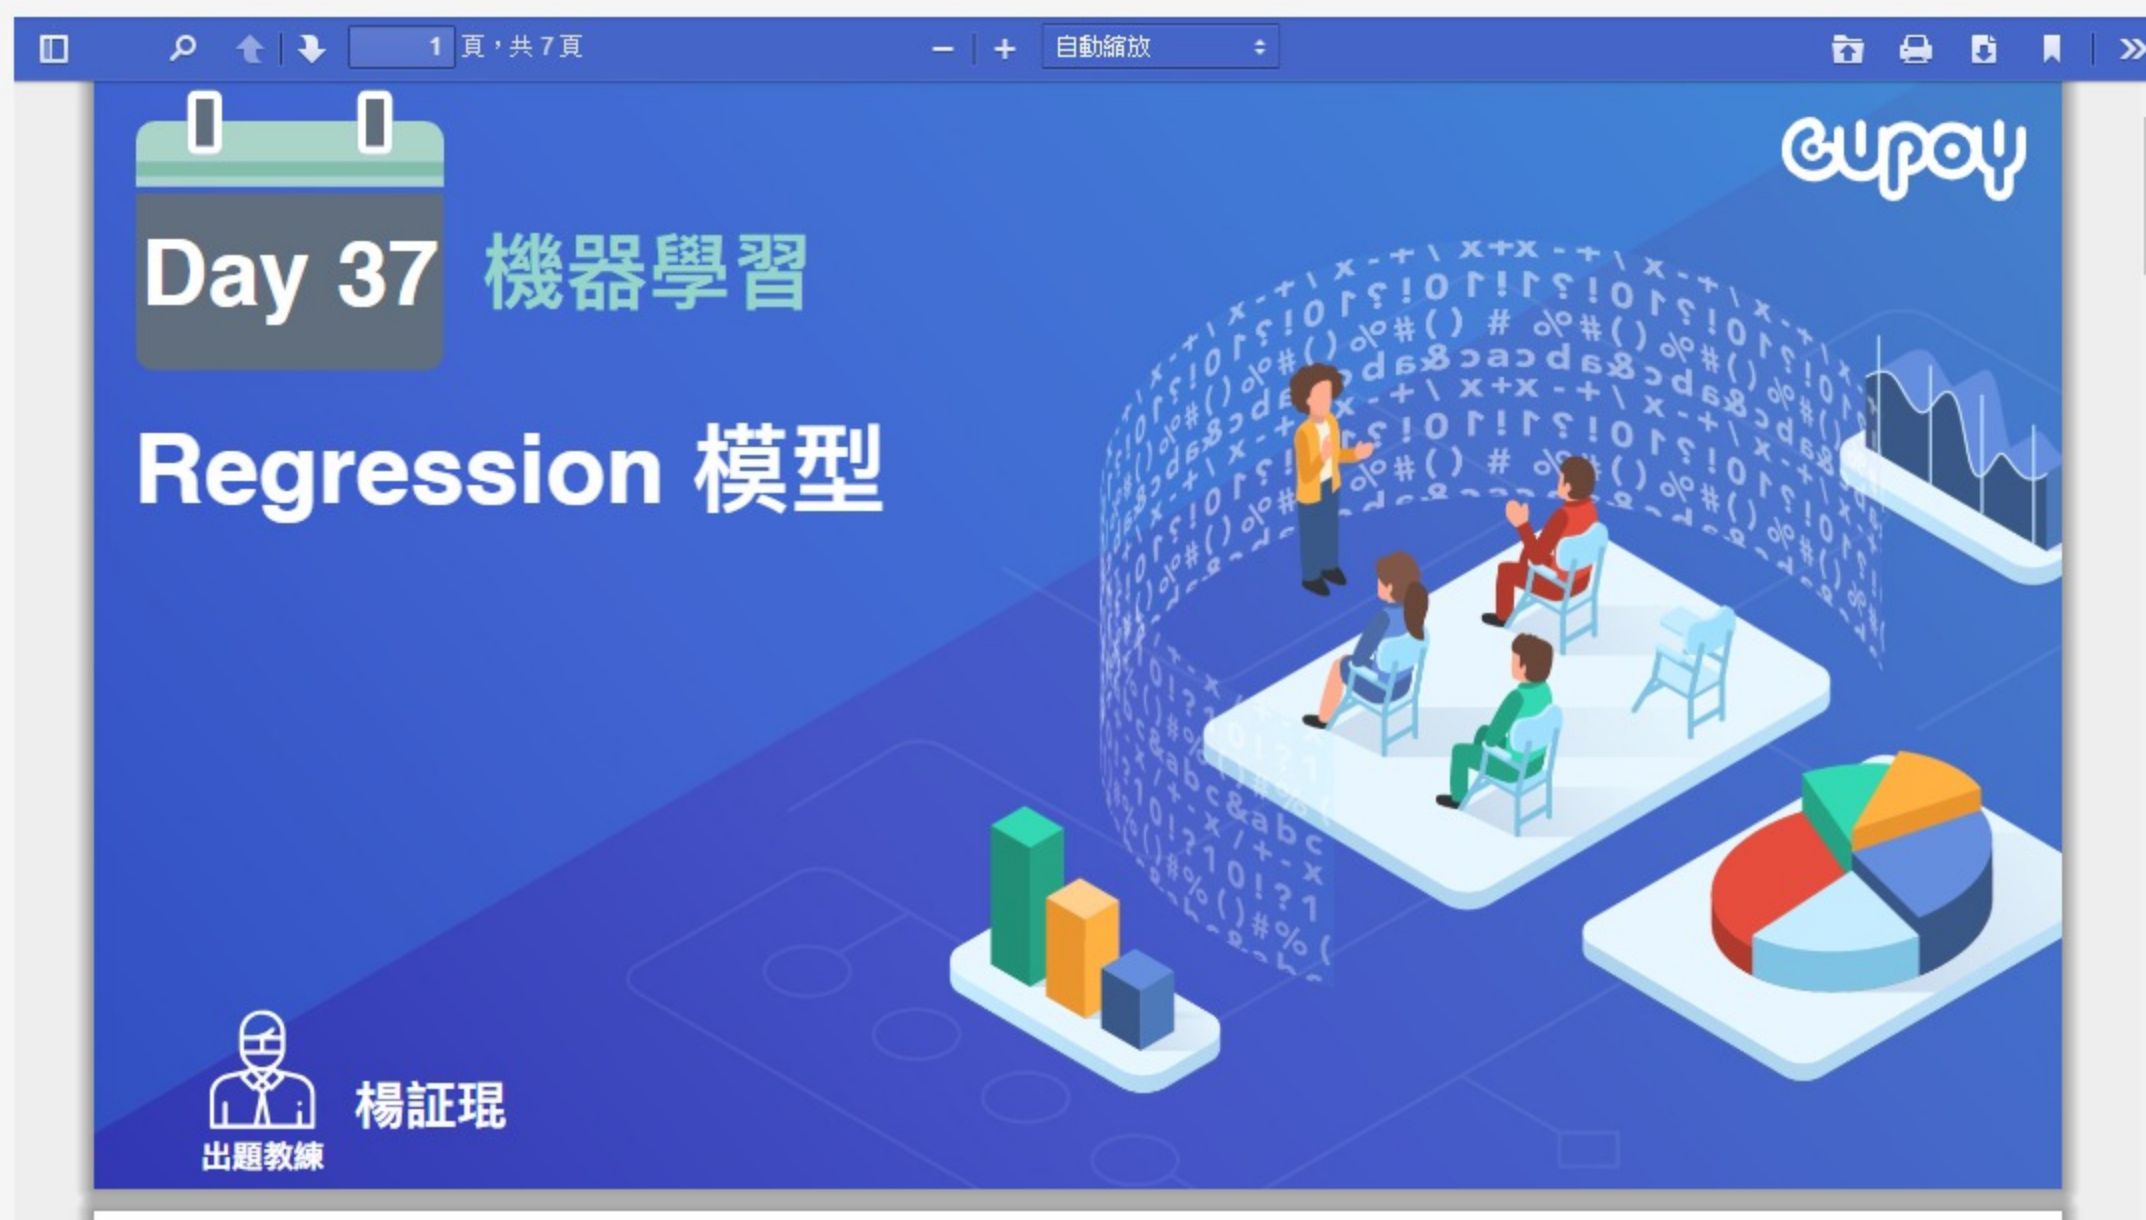 1 頁，共 7 頁
自動縮放
cupoy
Day 37 機器學習
Regression 模型
楊証琨
出題教練